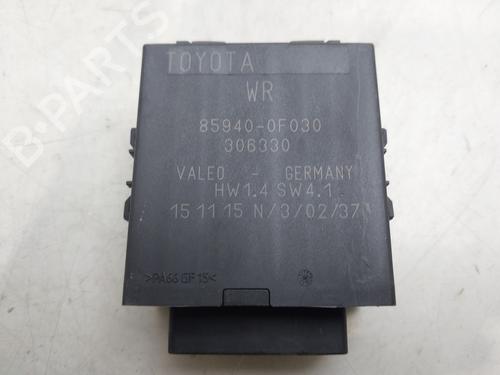 TOYOTA
WR
85940-0F030
306330
VALEO - GERMANY
HW1.4 SW4.1
15 11 15 N/3/02/37
>PA66 GF15<
B-PARTS